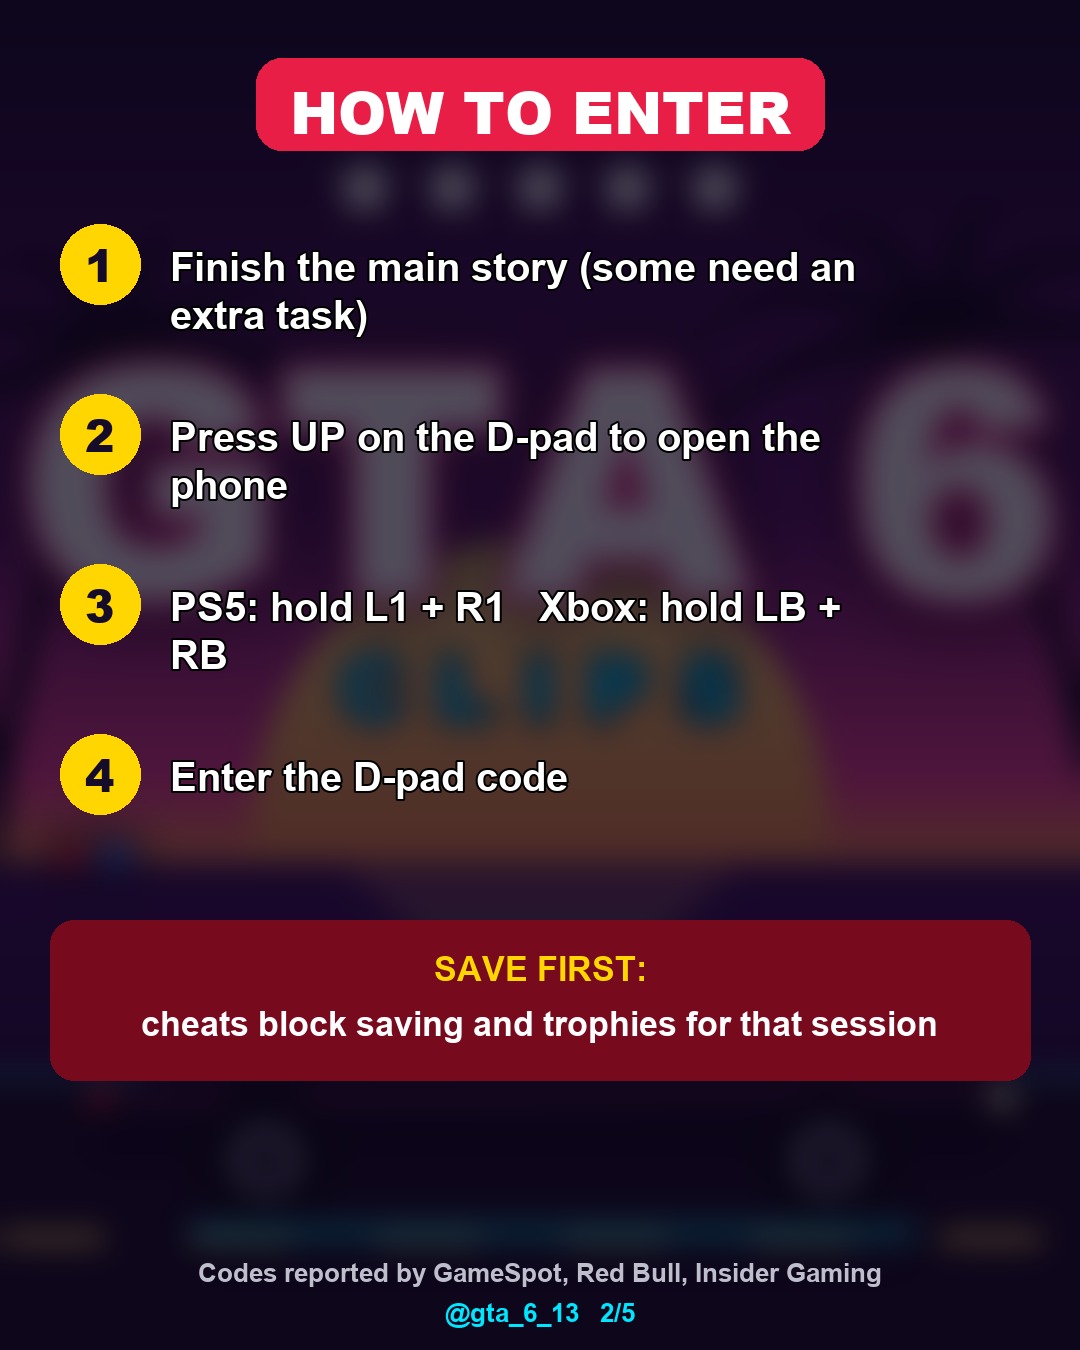 HOW TO ENTER
1
Finish the main story (some need an
extra task)
2
Press UP on the D-pad to open the
phone
3
PS5: hold L1 + R1   Xbox: hold LB +
RB
4
Enter the D-pad code
GTA 6
CLIPS
SAVE FIRST:
cheats block saving and trophies for that session
Codes reported by GameSpot, Red Bull, Insider Gaming
@gta_6_13   2/5